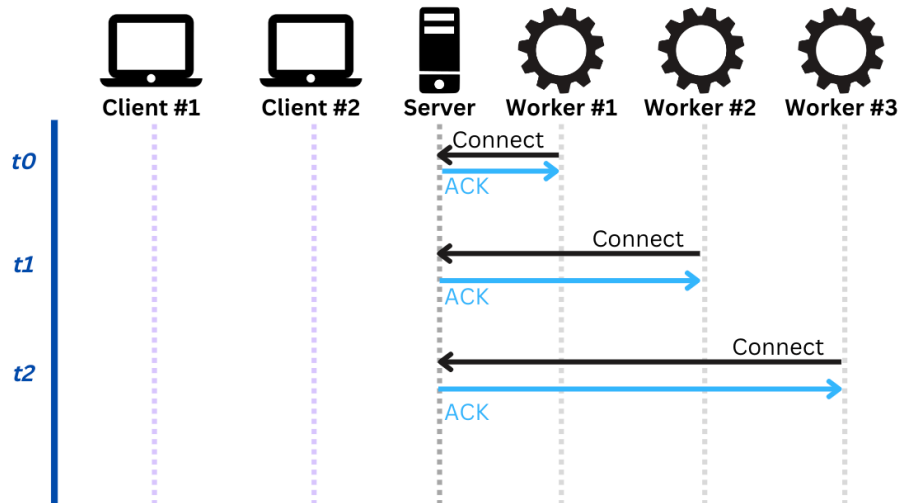 Client #1
Client #2
Server
Worker #1
Worker #2
Worker #3
t0
Connect
ACK
t1
Connect
ACK
t2
Connect
ACK